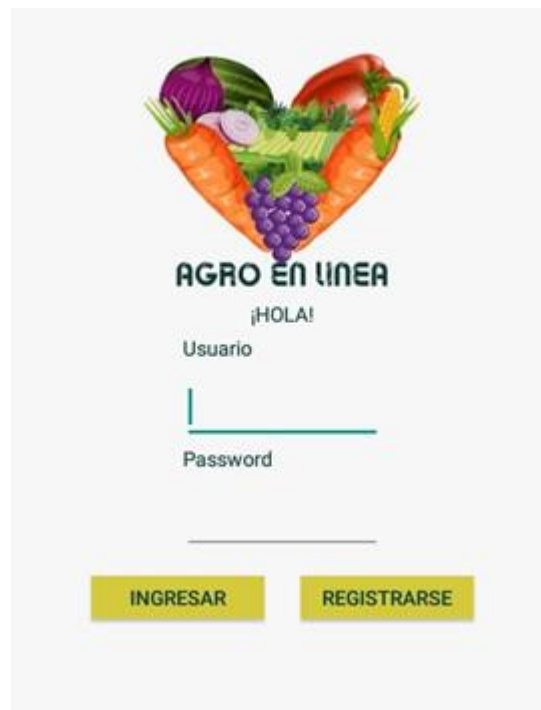 AGRO EN LINEA
¡HOLA!
Usuario
Password
INGRESAR REGISTRARSE